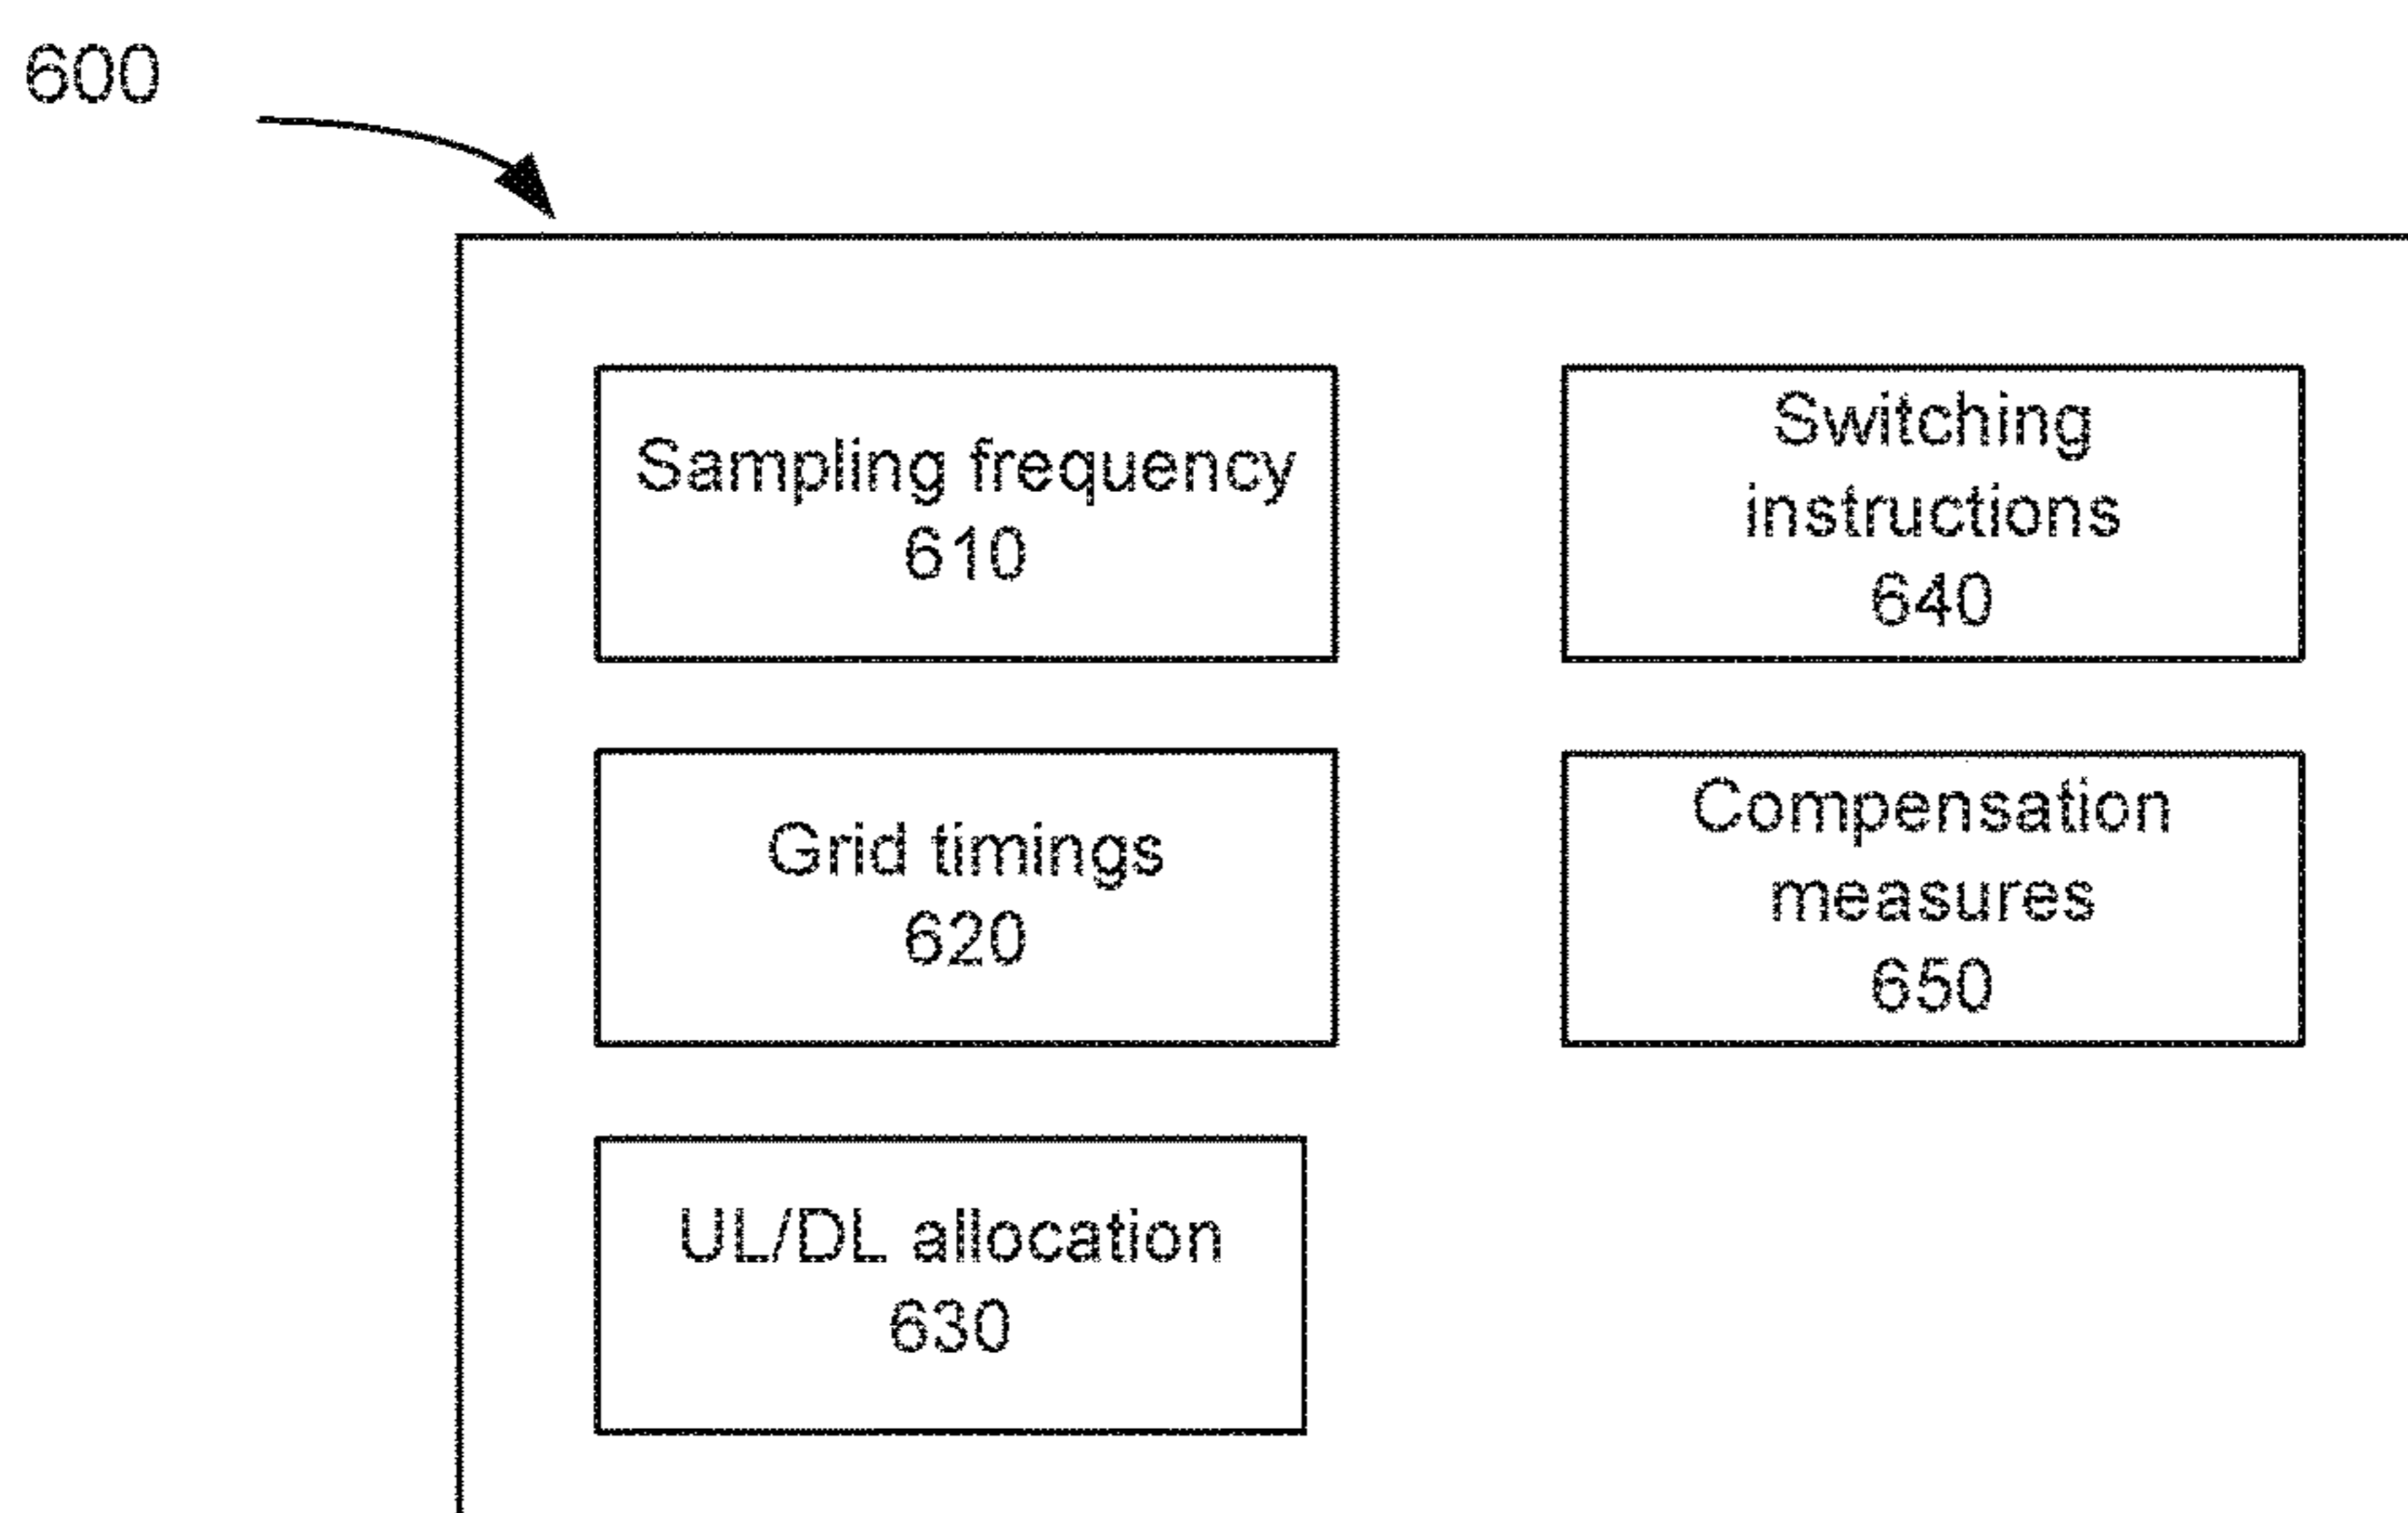 600
Sampling frequency
610
Switching
instructions
640
Grid timings
620
Compensation
measures
650
UL/DL allocation
630